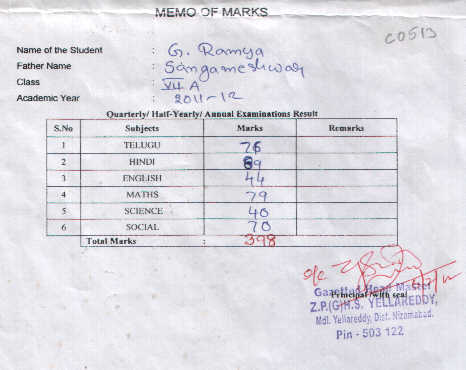 MEMO OF MARKS
C0513
Name of the Student : G. Ramya
Father Name : Sangameshwar
Class : VII A
Academic Year : 2011-12
Quarterly/ Half-Yearly/ Annual Examinations Result
S.No Subjects Marks Remarks
1 TELUGU 76
2 HINDI 89
3 ENGLISH 44
4 MATHS 79
5 SCIENCE 40
6 SOCIAL 70
Total Marks : 398
Gazetted Head Master
Principal with seal
Z.P.(G)H.S. YELLAREDDY,
Mdl. Yellareddy, Dist. Nizamabad.
Pin - 503 122